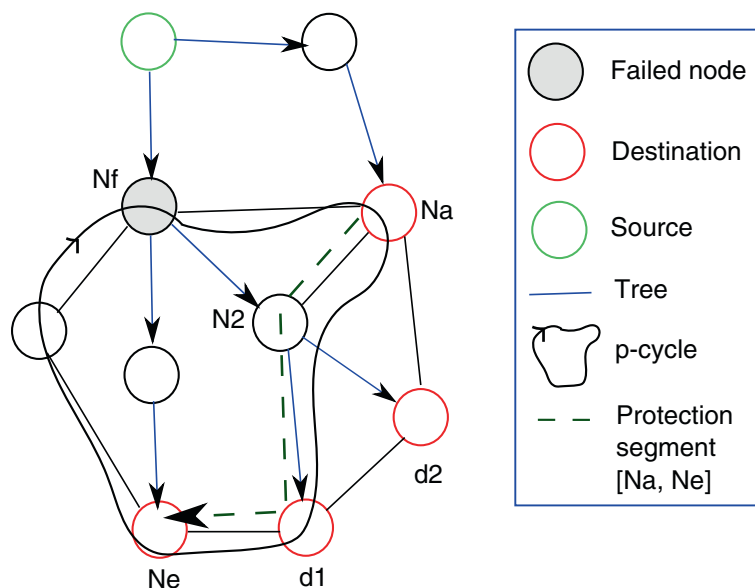 Nf
Na
N2
d2
Ne
d1
Failed node
Destination
Source
Tree
p-cycle
Protection
segment
[Na, Ne]